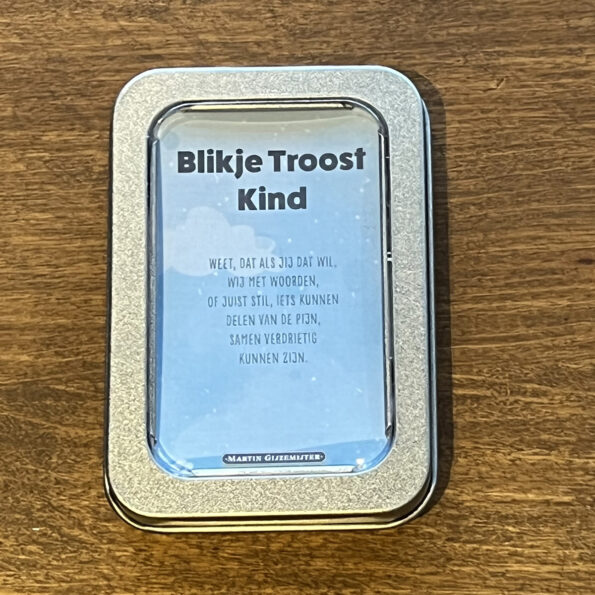 Blikje Troost
Kind
WEET, DAT ALS JIJ DAT WIL,
WIJ MET WOORDEN,
OF JUIST STIL, IETS KUNNEN
DELEN VAN DE PIJN,
SAMEN VERDRIETIG
KUNNEN ZIJN.
·MARTIN GIJZEMIJTER·